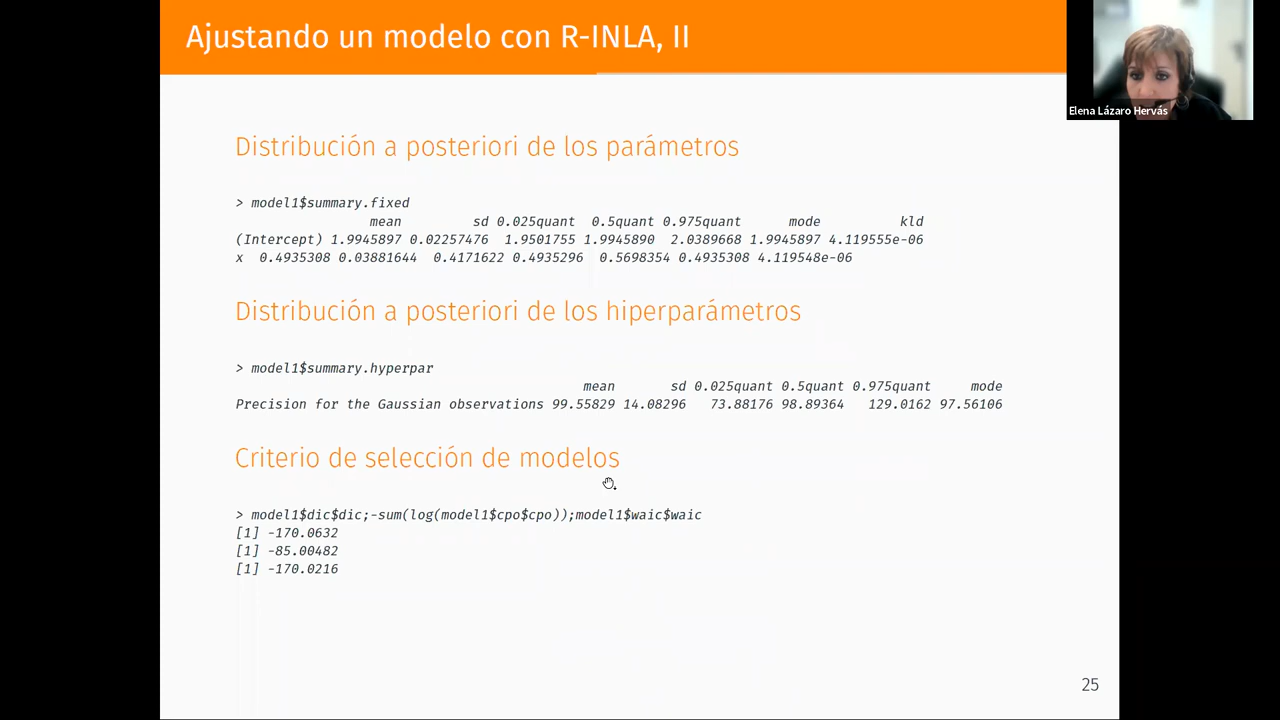 Ajustando un modelo con R-INLA, II
Elena Lázaro Hervás
Distribución a posteriori de los parámetros
> model1$summary.fixed
mean sd 0.025quant 0.5quant 0.975quant mode kld
(Intercept) 1.9945897 0.02257476 1.9501755 1.9945890 2.0389668 1.9945897 4.119555e-06
x 0.4935308 0.03881644 0.4171622 0.4935296 0.5698354 0.4935308 4.119548e-06
Distribución a posteriori de los hiperparámetros
> model1$summary.hyperpar
mean sd 0.025quant 0.5quant 0.975quant mode
Precision for the Gaussian observations 99.55829 14.08296 73.88176 98.89364 129.0162 97.56106
Criterio de selección de modelos
> model1$dic$dic;-sum(log(model1$cpo$cpo));model1$waic$waic
[1] -170.0632
[1] -85.00482
[1] -170.0216
25